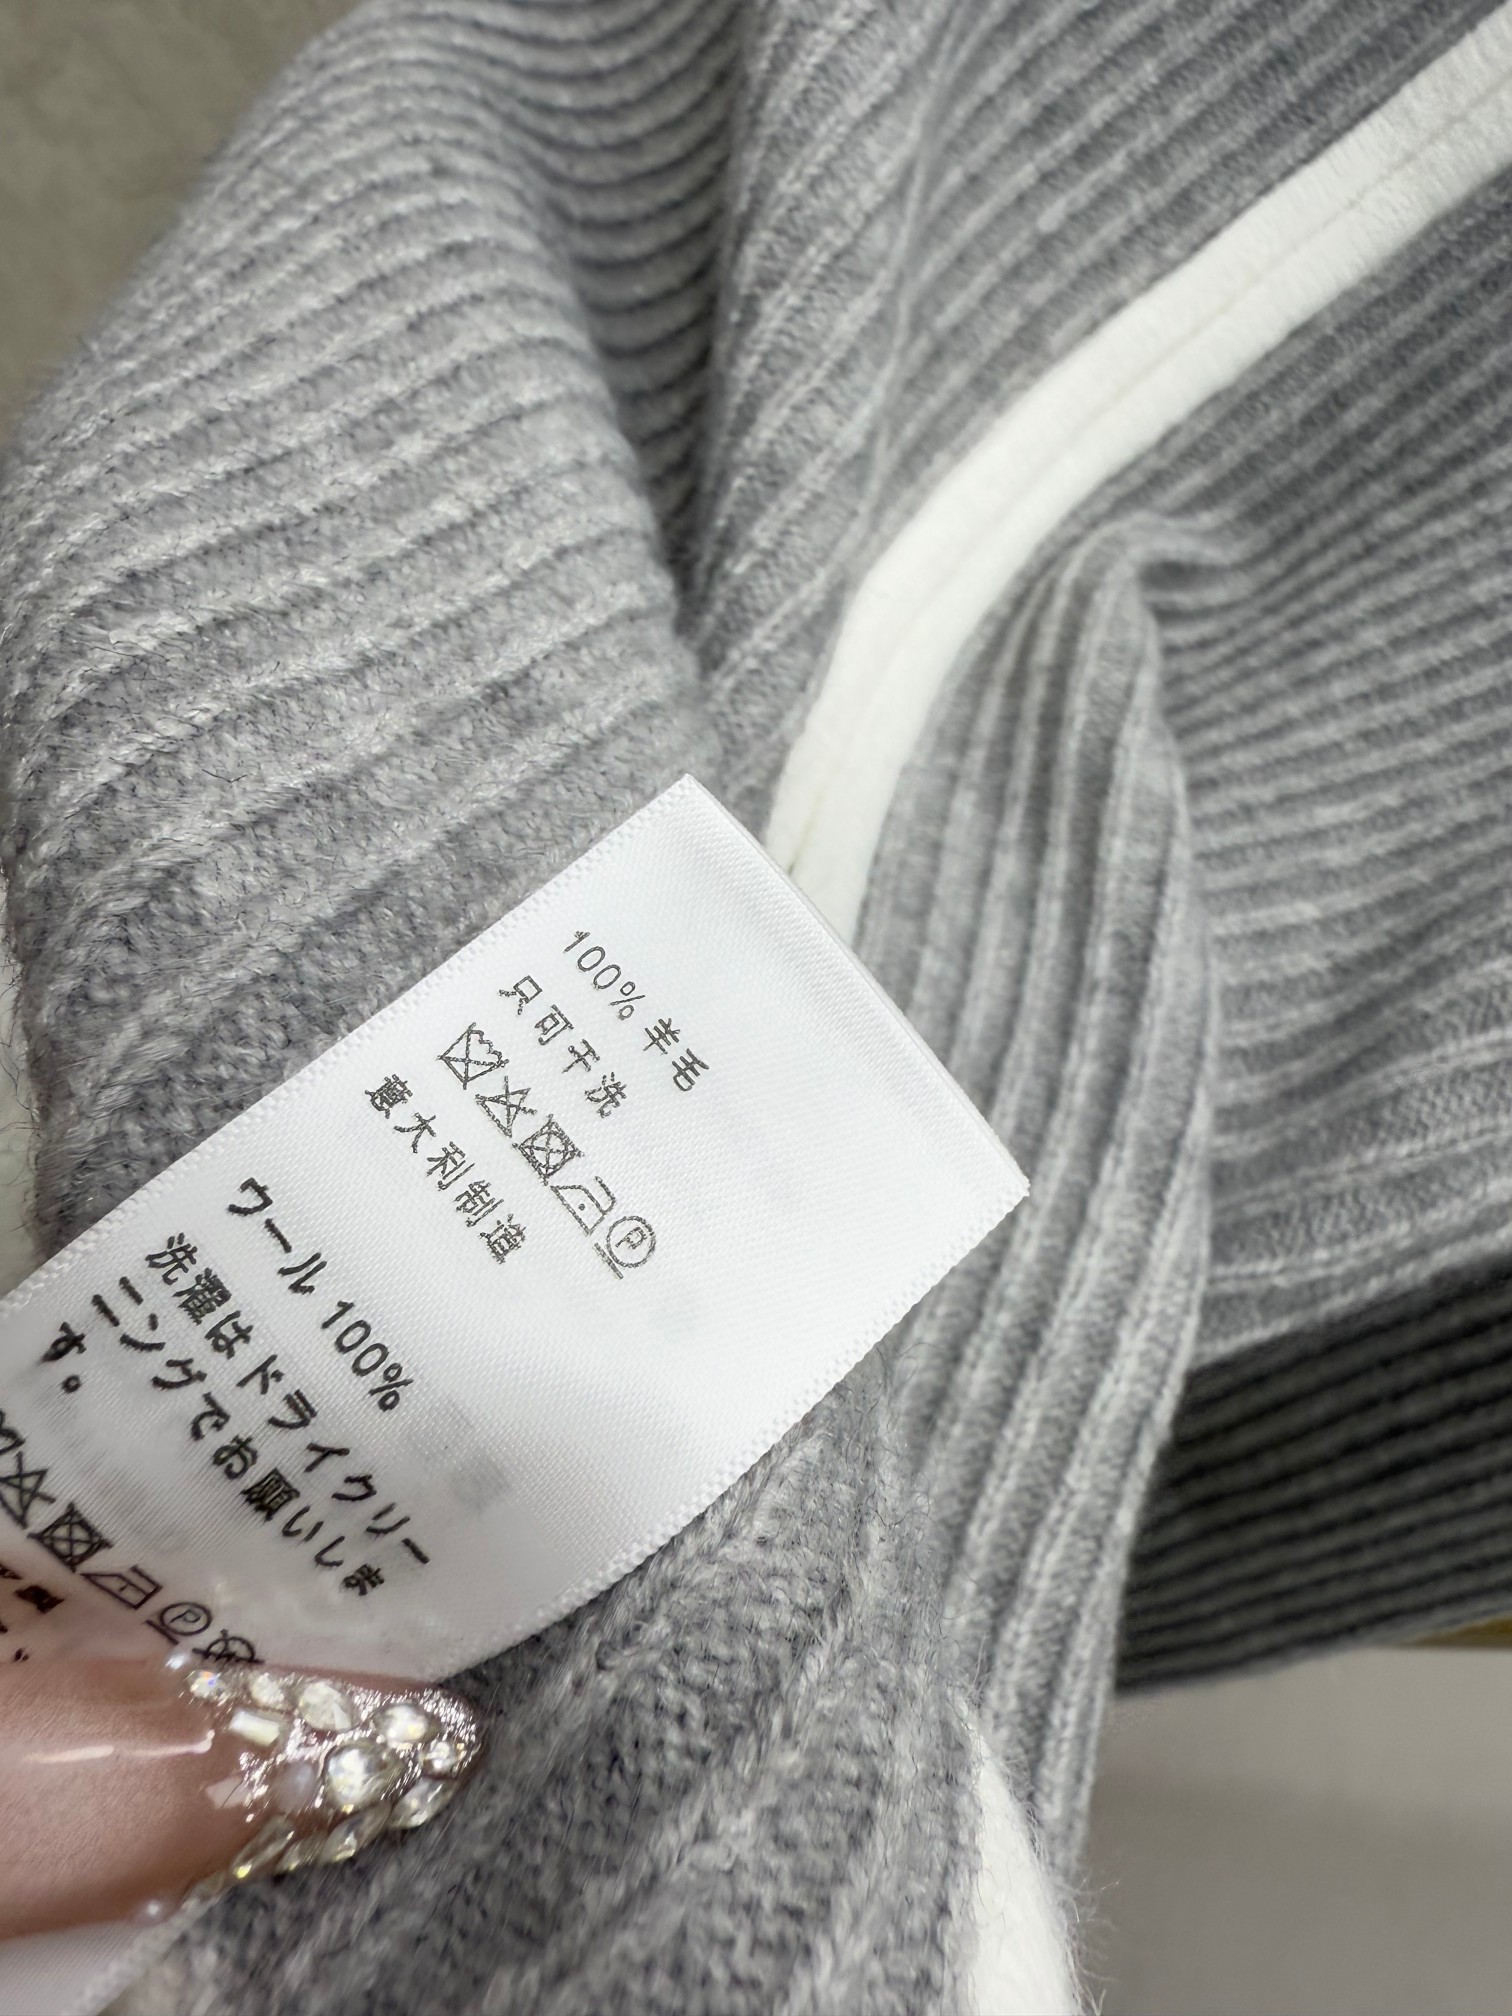 100% 羊毛
只可干洗
P
意大利制造
ウール 100%
洗濯はドライクリー
ニングでお願いしま
す。
P